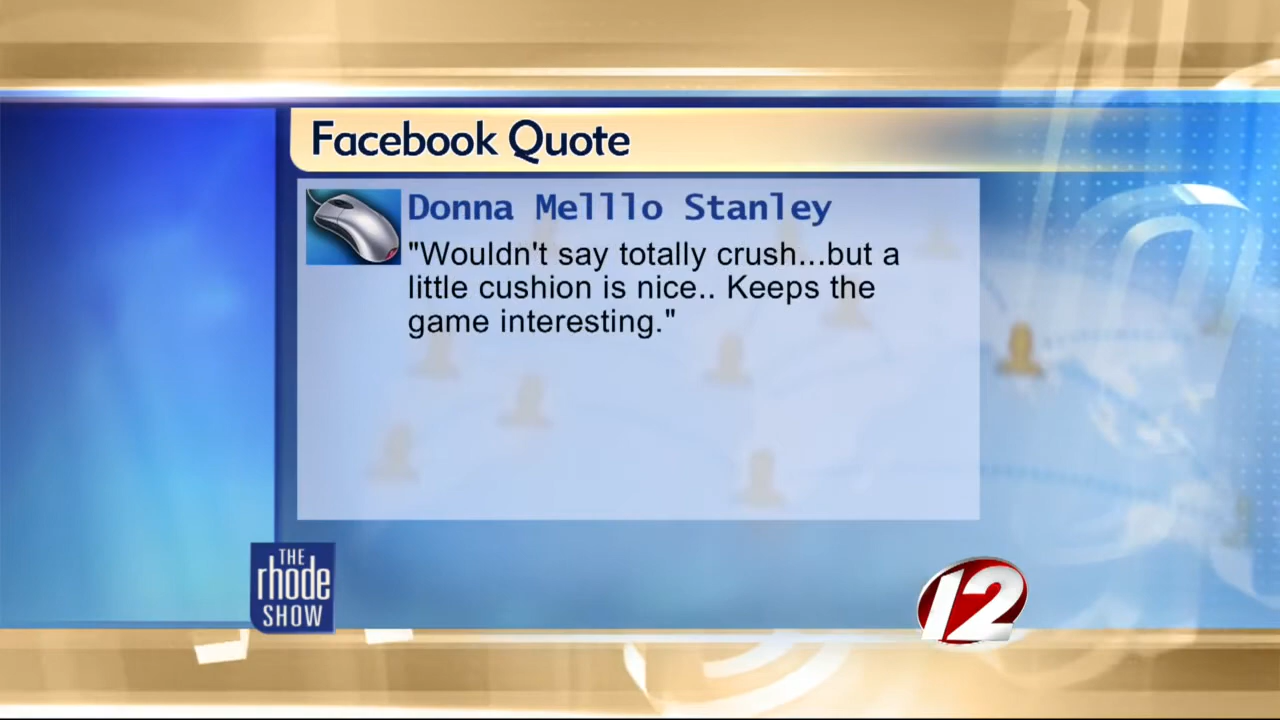 Facebook Quote
Donna Melllo Stanley
"Wouldn't say totally crush...but a
little cushion is nice.. Keeps the
game interesting."
THE
rhode
SHOW
12